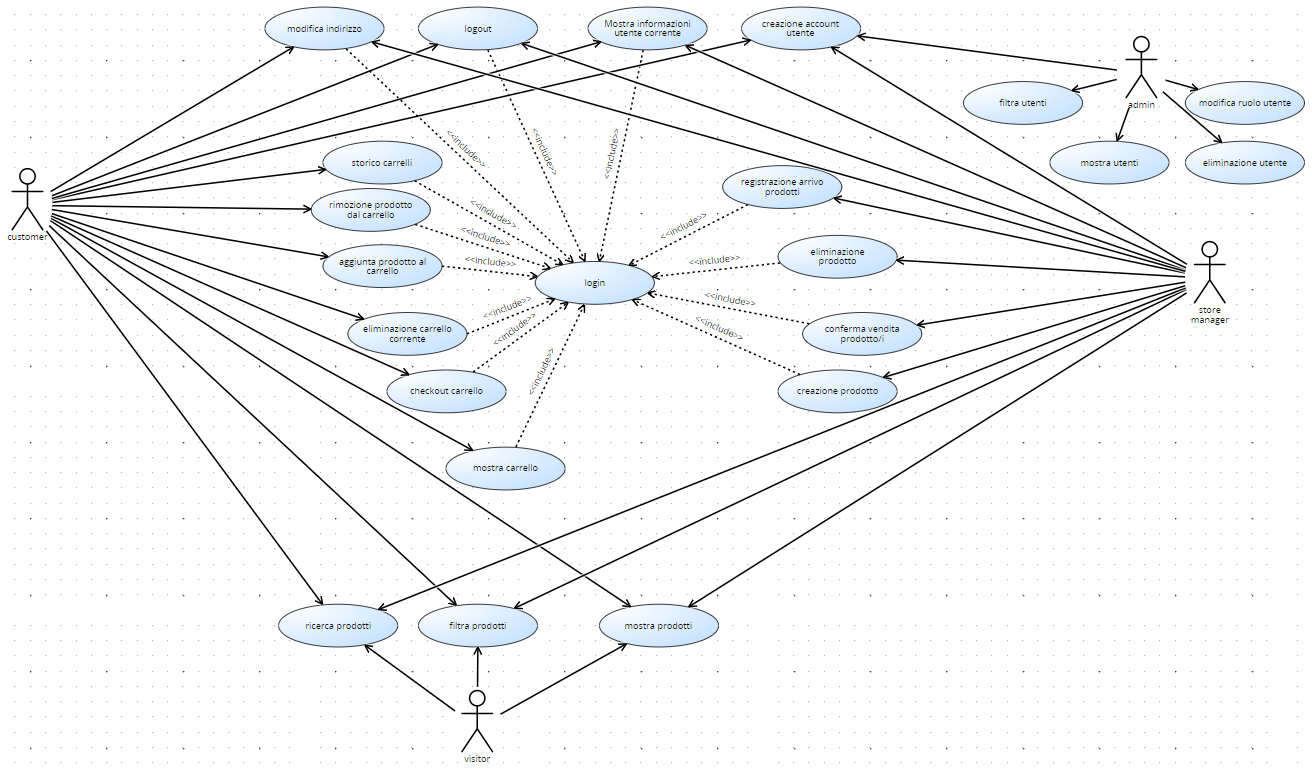 modifica indirizzo
logout
Mostra informazioni
utente corrente
creazione account
utente
filtra utenti
admin
modifica ruolo utente
mostra utenti
eliminazione utente
<<include>>
<<include>>
<<include>>
storico carrelli
registrazione arrivo
prodotti
rimozione prodotto
dal carrello
<<include>>
<<include>>
<<include>>
customer
aggiunta prodotto al
carrello
<<include>>
<<include>>
eliminazione
prodotto
login
<<include>>
<<include>>
store
manager
eliminazione carrello
corrente
<<include>>
<<include>>
conferma vendita
prodotto/i
<<include>>
checkout carrello
creazione prodotto
mostra carrello
ricerca prodotti
filtra prodotti
mostra prodotti
visitor